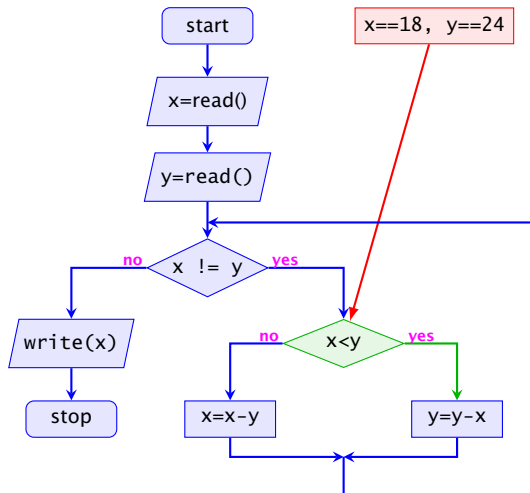 start
x==18, y==24
x=read()
y=read()
x != y
no
yes
write(x)
x<y
no
yes
stop
x=x-y
y=y-x